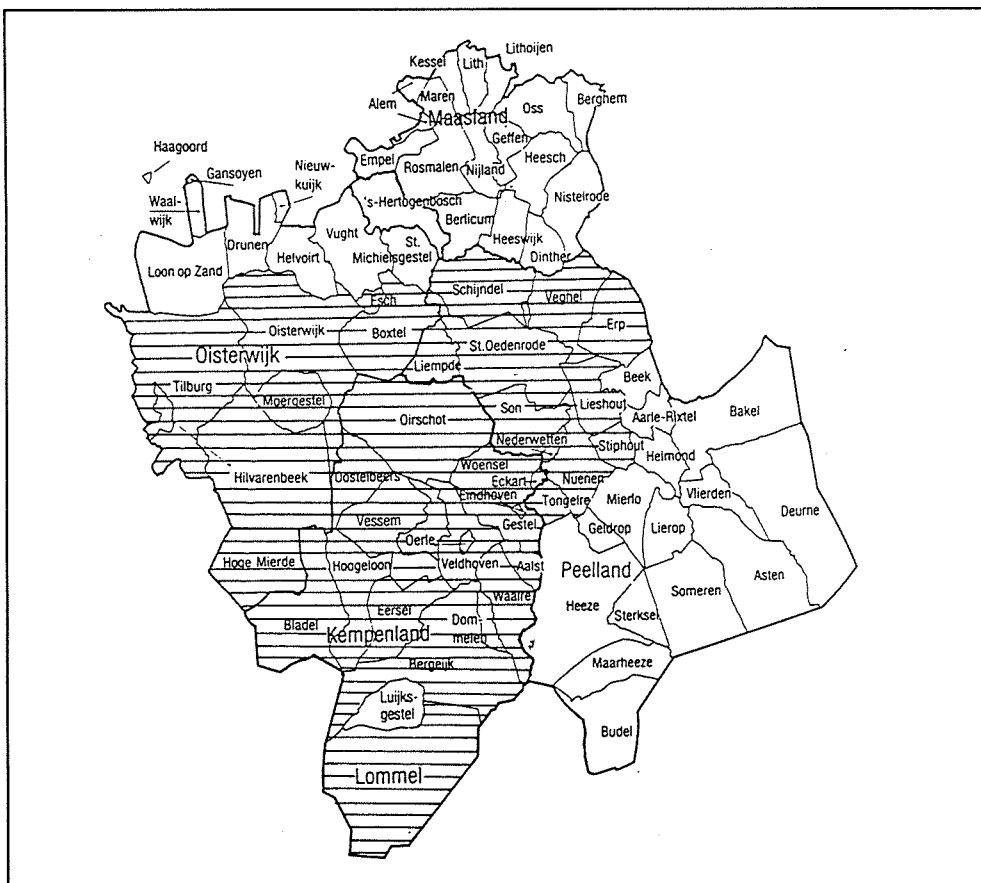 Lithoijen
Kessel
Lith
Alem
Maren
Oss
Berghem
Maasland
Geffen
Haagoord
Empel
Rosmalen
Nijland
Heesch
Gansoyen
Nieuw-
kuijk
Nistelrode
Waal-
wijk
's-Hertogenbosch
Berlicum
Drunen
Vught
Heeswijk
St.
Michielsgestel
Helvoirt
Dinther
Loon op Zand
Schijndel
Veghel
Esch
Oisterwijk
Boxtel
Erp
St.Oedenrode
Oisterwijk
Liempde
Tilburg
Beek
Moergestel
Son
Lieshout
Bakel
Oirschot
Aarle-Rixtel
Nederwetten
Stiphout
Helmond
Woensel
Hilvarenbeek
Oostelbeers
Eckart
Nuenen
Eindhoven
Tongelre
Mierlo
Vlierden
Vessem
Gestel
Geldrop
Lierop
Deurne
Oerle
Hoge Mierde
Hoogeloon
Veldhoven
Aalst
Peelland
Asten
Someren
Waalre
Heeze
Eersel
Sterksel
Bladel
Kempenland
Dom-
melen
Bergeijk
Maarheeze
Luijks-
gestel
Budel
Lommel